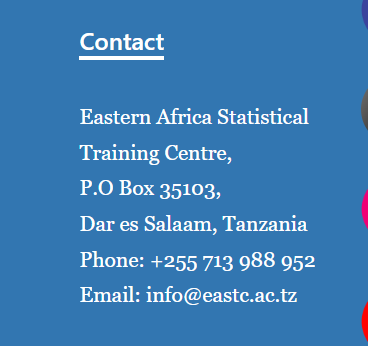 Contact
Eastern Africa Statistical
Training Centre,
P.O Box 35103,
Dar es Salaam, Tanzania
Phone: +255 713 988 952
Email: info@eastc.ac.tz